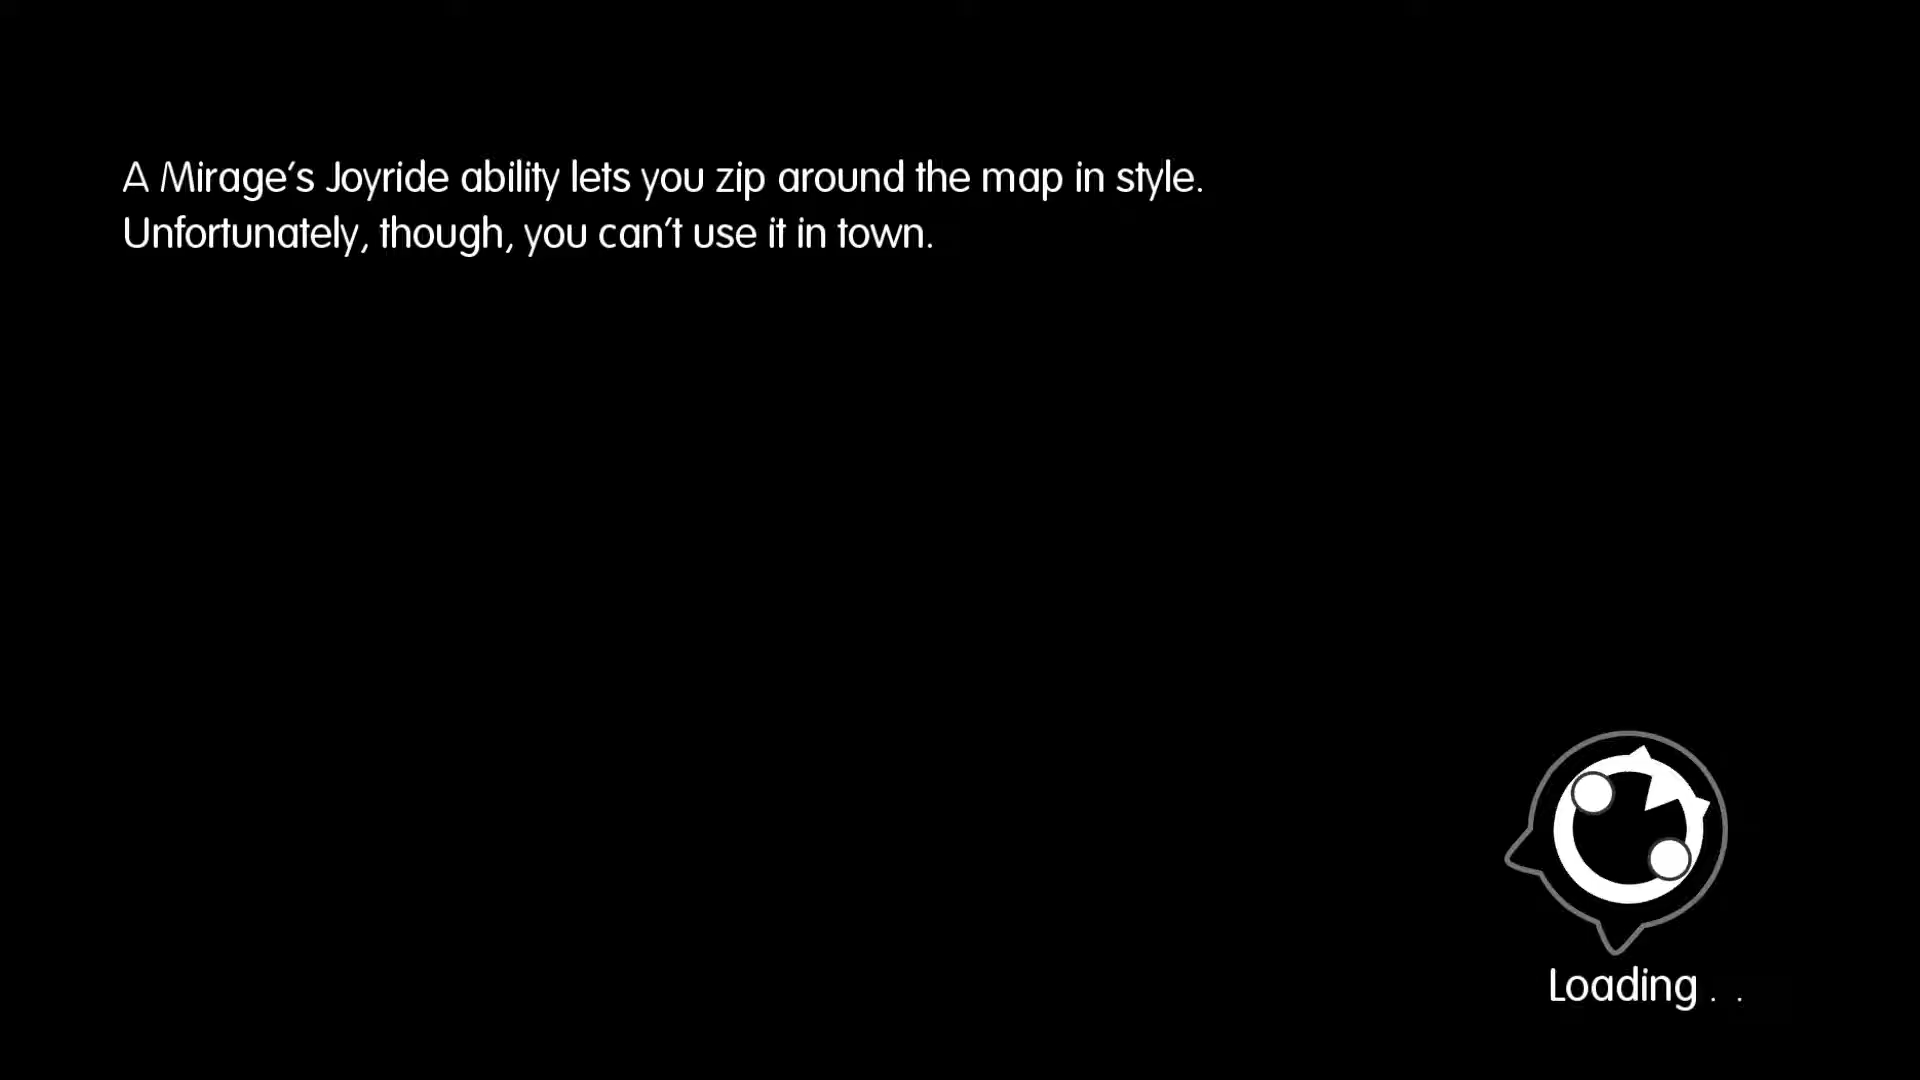 A Mirage's Joyride ability lets you zip around the map in style.
Unfortunately, though, you can't use it in town.
Loading . .